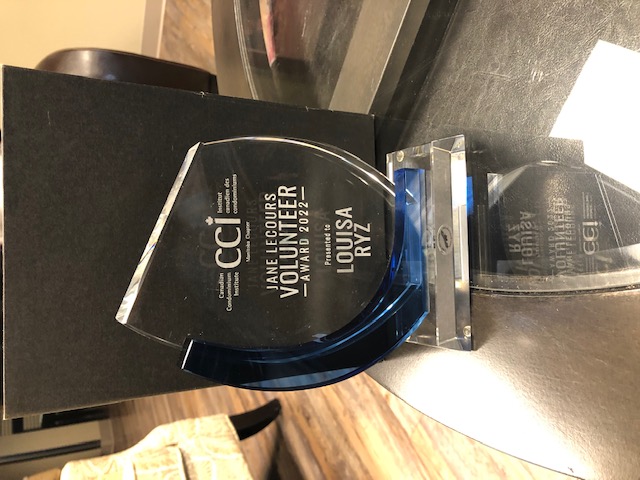 Canadian
Condominium
Institute
CCI
Manitoba Chapter
Institut
canadien des
condominiums
JANE LECOURS
VOLUNTEER
— AWARD 2022 —
Presented to
LOUISA
RYZ